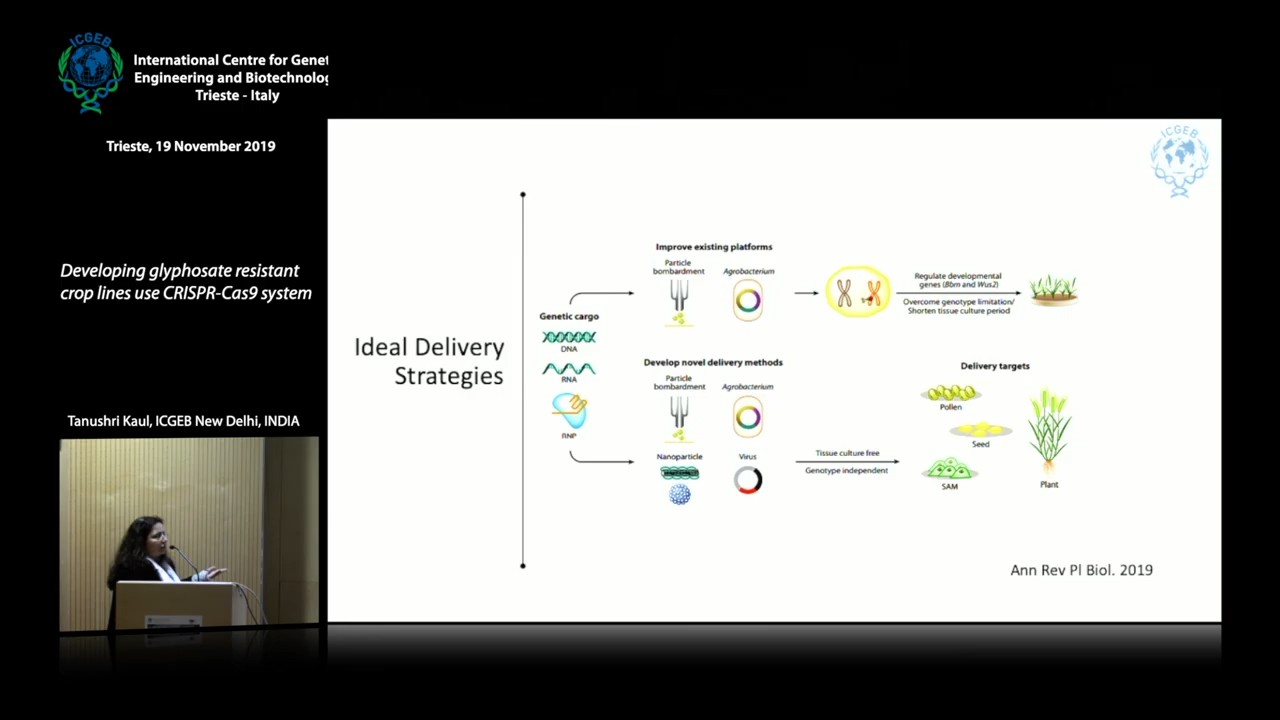 ICGEB
International Centre for Genet
Engineering and Biotechnolog
Trieste - Italy
Trieste, 19 November 2019
Developing glyphosate resistant
crop lines use CRISPR-Cas9 system
Tanushri Kaul, ICGEB New Delhi, INDIA
ICGEB
Ideal Delivery
Strategies
Genetic cargo
DNA
RNA
RNP
Improve existing platforms
Particle
bombardment
Agrobacterium
Regulate developmental
genes (Bbm and Wus2)
Overcome genotype limitation/
Shorten tissue culture period
Develop novel delivery methods
Particle
bombardment
Agrobacterium
Nanoparticle
Virus
Tissue culture free
Genotype independent
Delivery targets
Pollen
Seed
SAM
Plant
Ann Rev Pl Biol. 2019